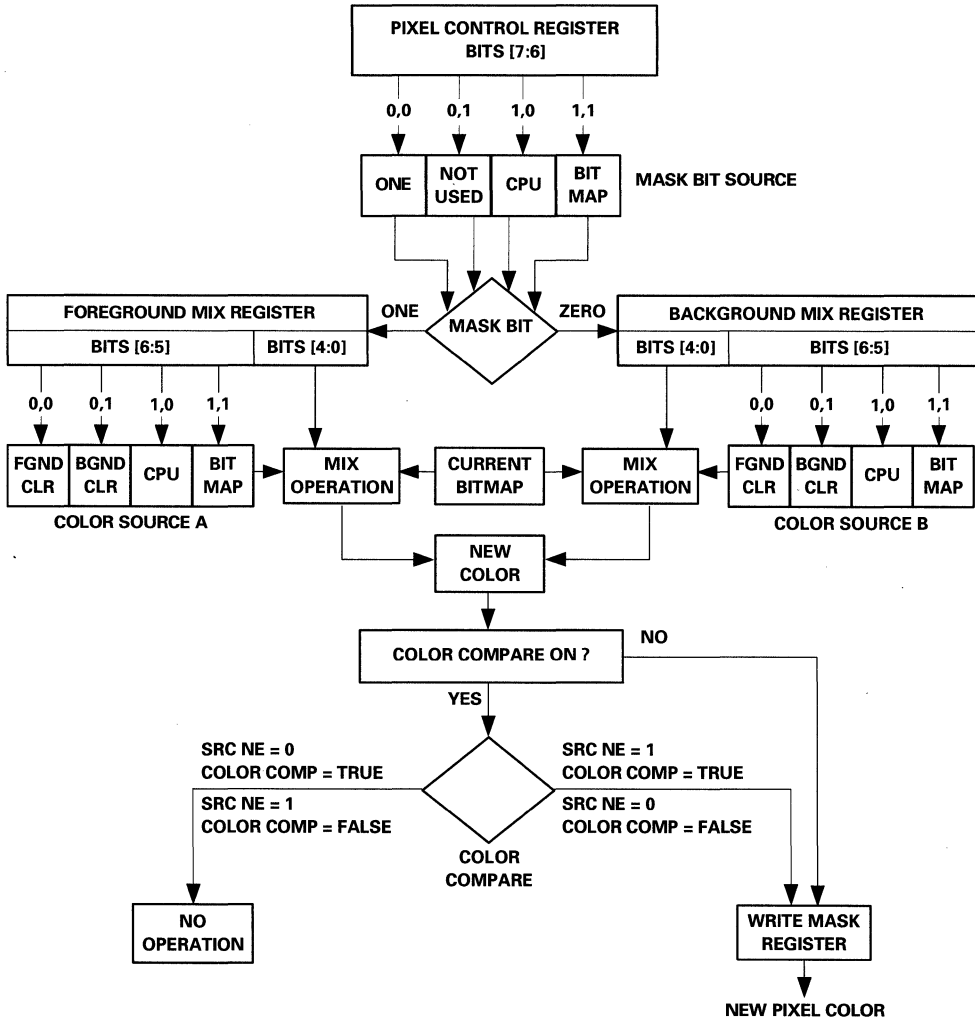 PIXEL CONTROL REGISTER
BITS [7:6]
0,0 0,1 1,0 1,1
ONE
NOT
USED
CPU
BIT
MAP
MASK BIT SOURCE
FOREGROUND MIX REGISTER
BITS [6:5] BITS [4:0]
ONE
MASK BIT
ZERO
BACKGROUND MIX REGISTER
BITS [4:0] BITS [6:5]
0,0 0,1 1,0 1,1
0,0 0,1 1,0 1,1
FGND
CLR
BGND
CLR
CPU
BIT
MAP
COLOR SOURCE A
MIX
OPERATION
CURRENT
BITMAP
MIX
OPERATION
FGND
CLR
BGND
CLR
CPU
BIT
MAP
COLOR SOURCE B
NEW
COLOR
COLOR COMPARE ON ?
NO
YES
SRC NE = 0
COLOR COMP = TRUE
SRC NE = 1
COLOR COMP = FALSE
SRC NE = 1
COLOR COMP = TRUE
SRC NE = 0
COLOR COMP = FALSE
COLOR
COMPARE
NO
OPERATION
WRITE MASK
REGISTER
NEW PIXEL COLOR